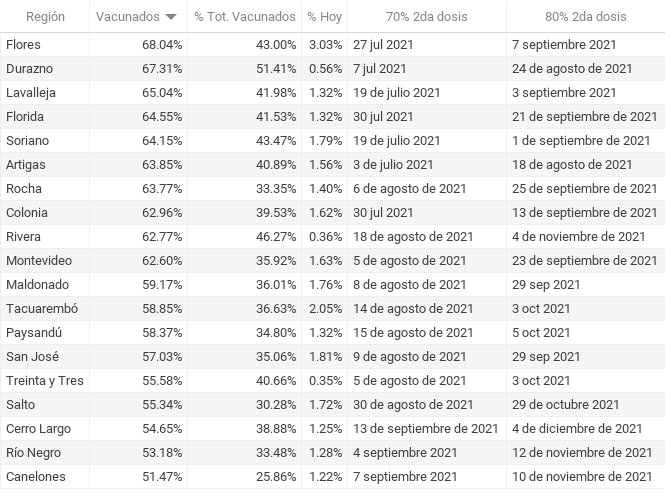 Región Vacunados % Tot. Vacunados % Hoy 70% 2da dosis 80% 2da dosis
Flores 68.04% 43.00% 3.03% 27 jul 2021 7 septiembre 2021
Durazno 67.31% 51.41% 0.56% 7 jul 2021 24 de agosto de 2021
Lavalleja 65.04% 41.98% 1.32% 19 de julio 2021 3 septiembre 2021
Florida 64.55% 41.53% 1.32% 30 jul 2021 21 de septiembre de 2021
Soriano 64.15% 43.47% 1.79% 19 de julio 2021 1 de septiembre de 2021
Artigas 63.85% 40.89% 1.56% 3 de julio 2021 18 de agosto de 2021
Rocha 63.77% 33.35% 1.40% 6 de agosto de 2021 25 de septiembre de 2021
Colonia 62.96% 39.53% 1.62% 30 jul 2021 13 de septiembre de 2021
Rivera 62.77% 46.27% 0.36% 18 de agosto de 2021 4 de noviembre de 2021
Montevideo 62.60% 35.92% 1.63% 5 de agosto de 2021 23 de septiembre de 2021
Maldonado 59.17% 36.01% 1.76% 8 de agosto de 2021 29 sep 2021
Tacuarembó 58.85% 36.63% 2.05% 14 de agosto de 2021 3 oct 2021
Paysandú 58.37% 34.80% 1.32% 15 de agosto de 2021 5 oct 2021
San José 57.03% 35.06% 1.81% 9 de agosto de 2021 29 sep 2021
Treinta y Tres 55.58% 40.66% 0.35% 5 de agosto de 2021 3 oct 2021
Salto 55.34% 30.28% 1.72% 30 de agosto de 2021 29 de octubre de 2021
Cerro Largo 54.65% 38.88% 1.25% 13 de septiembre de 2021 4 de diciembre de 2021
Río Negro 53.18% 33.48% 1.28% 4 septiembre 2021 12 de noviembre de 2021
Canelones 51.47% 25.86% 1.22% 7 septiembre 2021 10 de noviembre de 2021